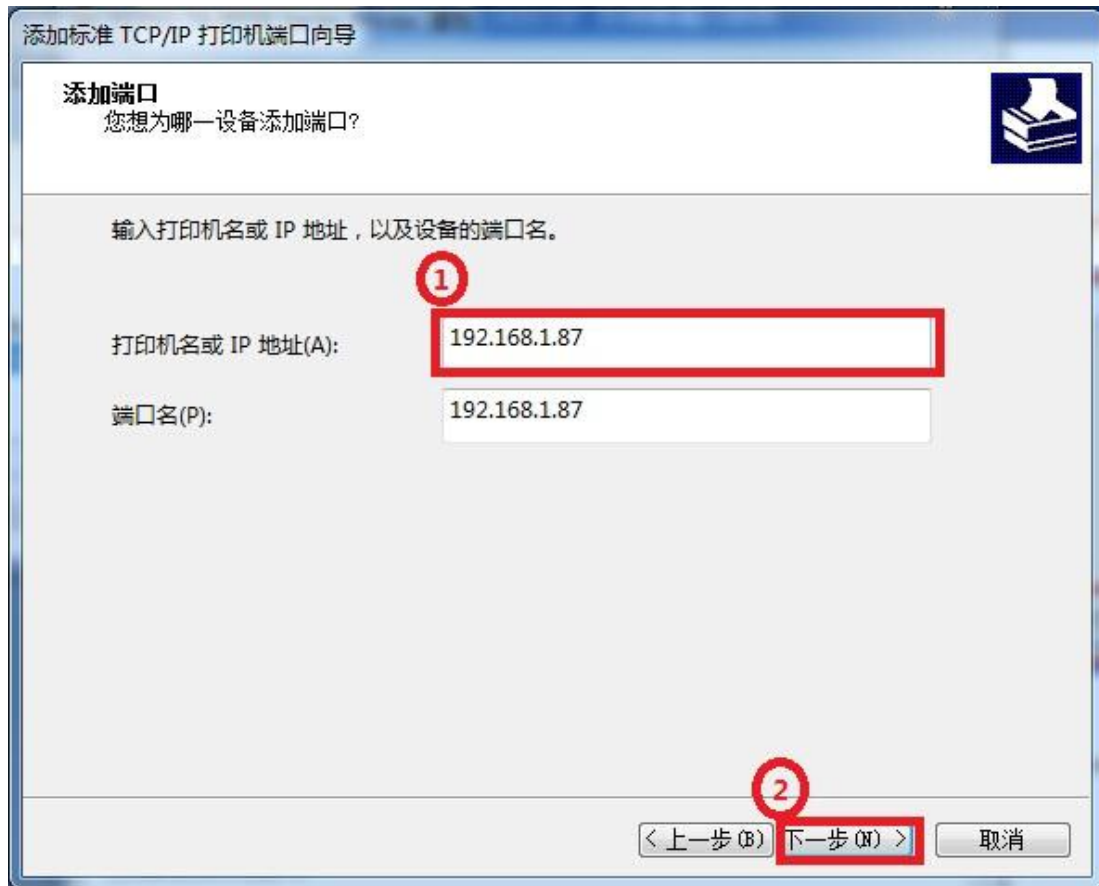 添加标准 TCP/IP 打印机端口向导
添加端口
您想为哪一设备添加端口?
输入打印机名或 IP 地址，以及设备的端口名。
1
打印机名或 IP 地址(A):
192.168.1.87
端口名(P):
192.168.1.87
2
< 上一步(B)
下一步(N) >
取消